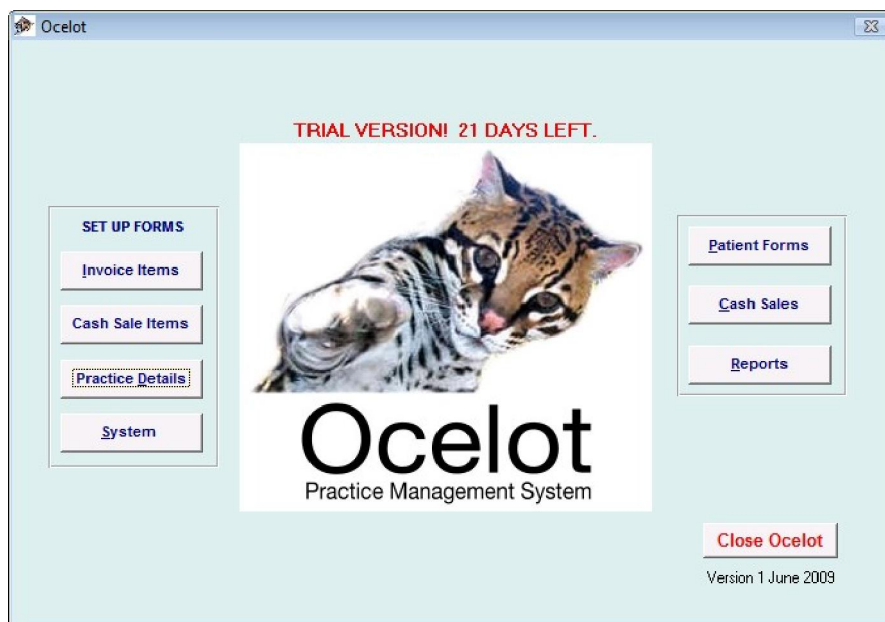 Ocelot
TRIAL VERSION! 21 DAYS LEFT.
SET UP FORMS
Invoice Items
Cash Sale Items
Practice Details
System
Ocelot
Practice Management System
Patient Forms
Cash Sales
Reports
Close Ocelot
Version 1 June 2009